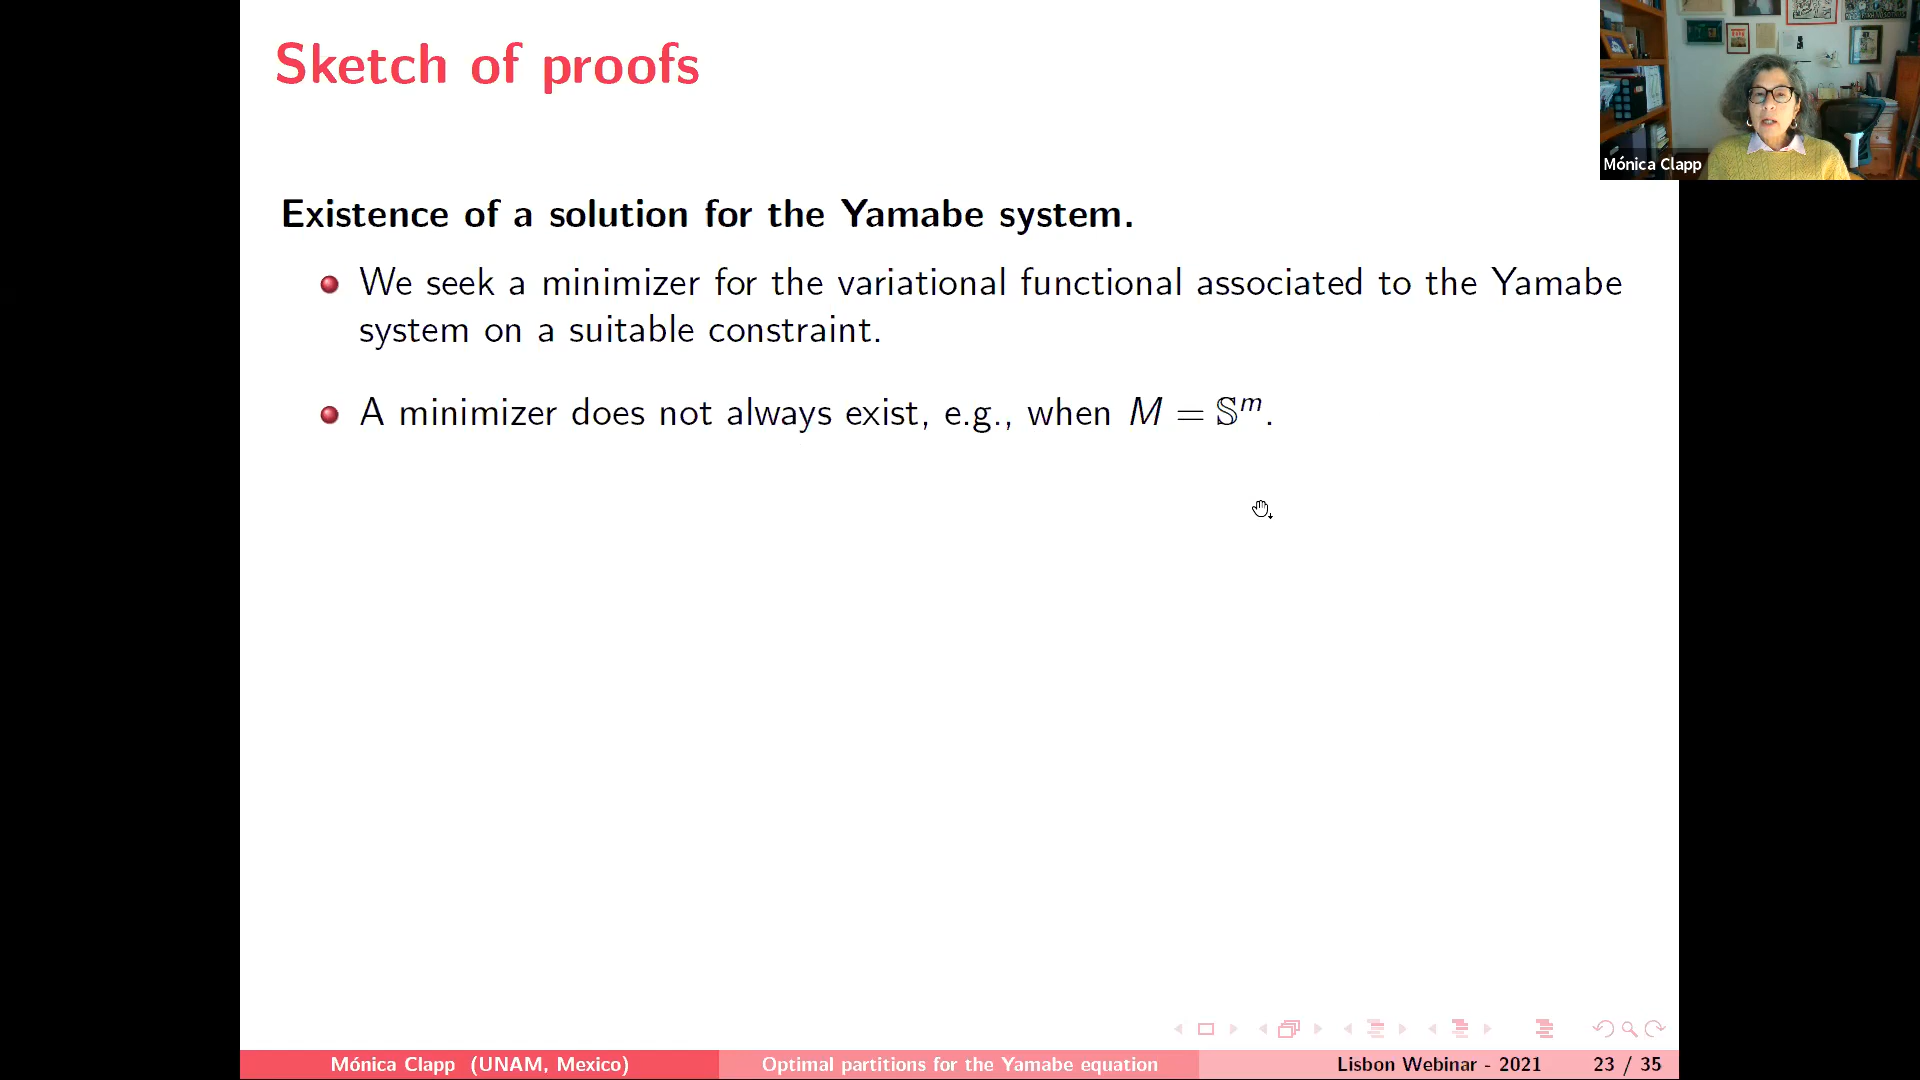 Sketch of proofs
Mónica Clapp
Existence of a solution for the Yamabe system.
We seek a minimizer for the variational functional associated to the Yamabe
system on a suitable constraint.
A minimizer does not always exist, e.g., when M = 𝕊ᵐ.
Mónica Clapp (UNAM, Mexico) Optimal partitions for the Yamabe equation Lisbon Webinar - 2021 23 / 35